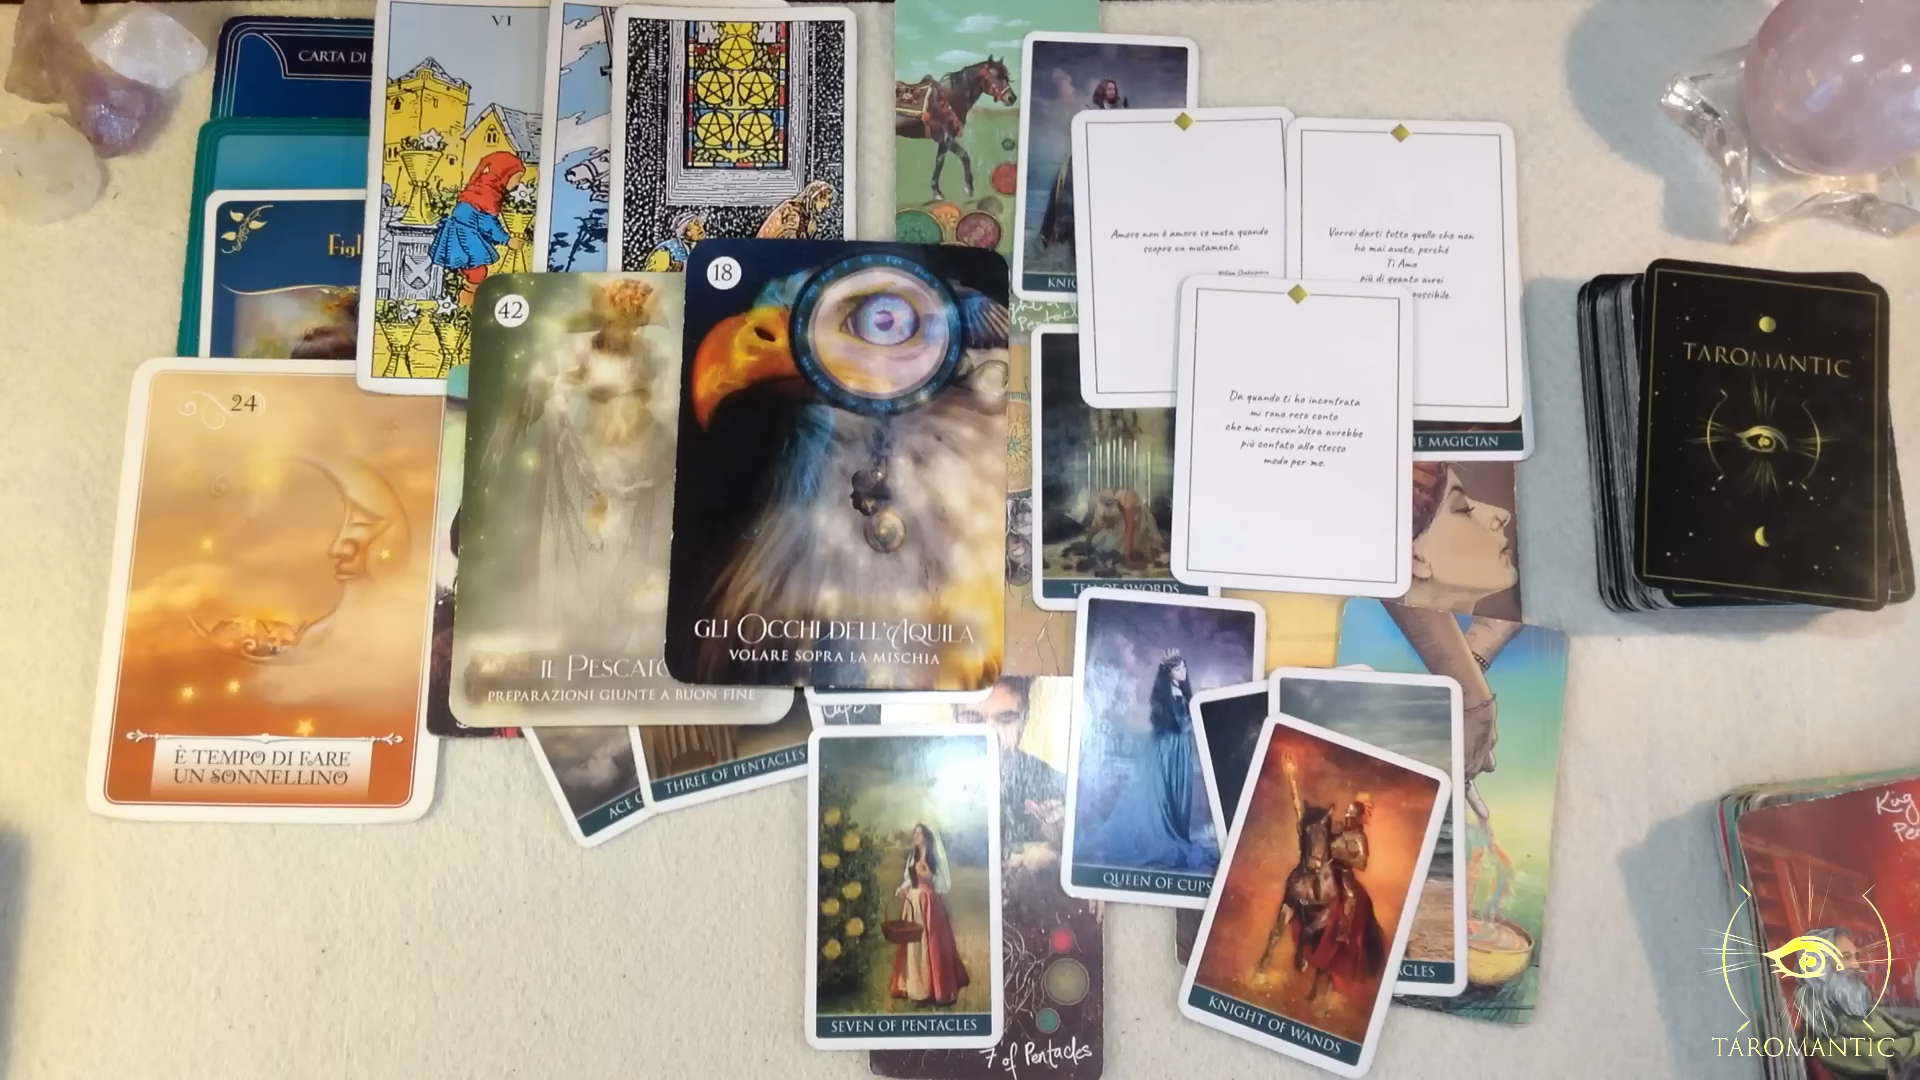 CARTA DI
VI
24
È TEMPO DI FARE
UN SONNELLINO
42
IL
PREPARAZIONI GIUNTE A BUON FINE
18
GLI OCCHI DELL'AQUILA
VOLARE SOPRA LA MISCHIA
ACE
THREE OF PENTACLES
SEVEN OF PENTACLES
7 of Pentacles
Amore non è amore se muta quando
scopre un mutamento.
William Shakespeare
Vorrei darti tutto quello che non
ho mai avuto, perché
Ti Amo
più di quanto avrei
Da quando ti ho incontrata
mi sono reso conto
che mai nessun'altra avrebbe
più contato allo stesso
modo per me.
MAGICIAN
TEN OF SWORDS
QUEEN OF CUPS
KNIGHT OF WANDS
TAROMANTIC
King
TAROMANTIC